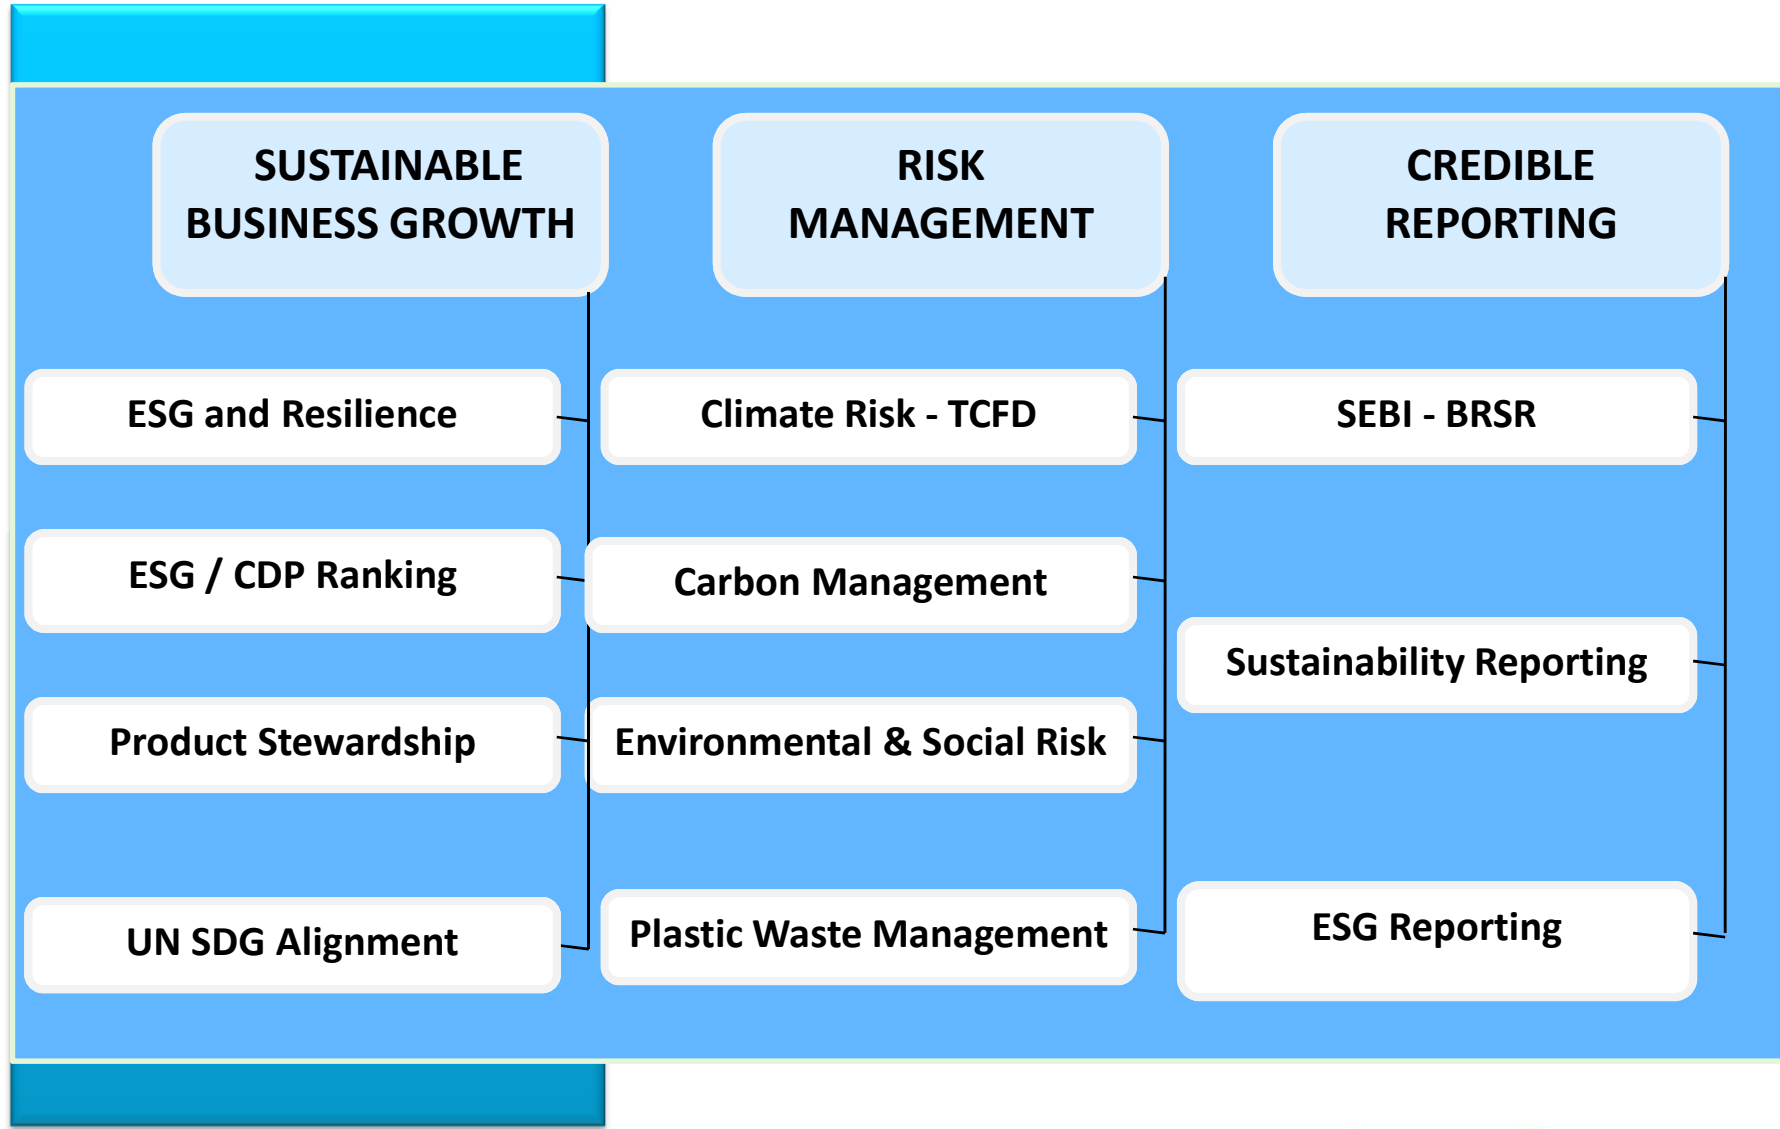 SUSTAINABLE
BUSINESS GROWTH
RISK
MANAGEMENT
CREDIBLE
REPORTING
ESG and Resilience
Climate Risk - TCFD
SEBI - BRSR
ESG / CDP Ranking
Carbon Management
Sustainability Reporting
Product Stewardship
Environmental & Social Risk
UN SDG Alignment
Plastic Waste Management
ESG Reporting